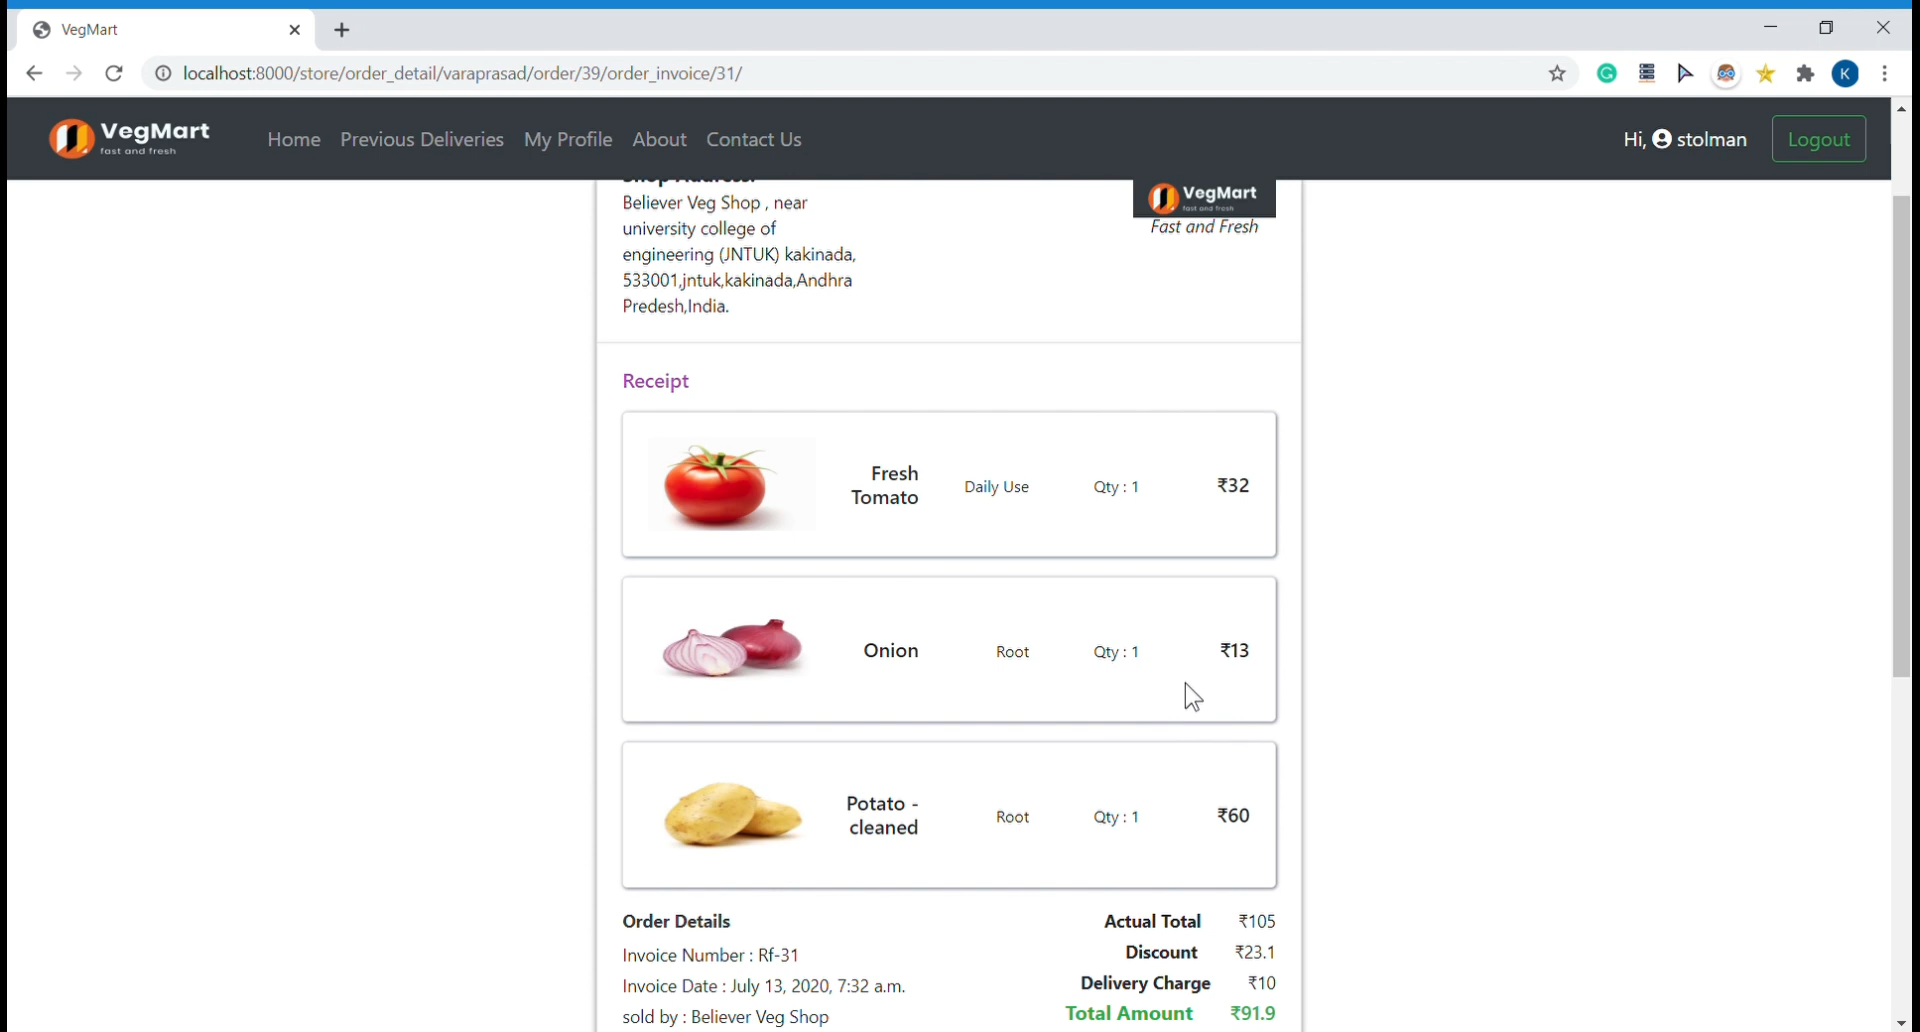 VegMart
localhost:8000/store/order_detail/varaprasad/order/39/order_invoice/31/
K
VegMart
fast and fresh
Home
Previous Deliveries
My Profile
About
Contact Us
Hi, stolman
Logout
Shop Address:
Believer Veg Shop , near
university college of
engineering (JNTUK) kakinada,
533001,jntuk,kakinada,Andhra
Predesh,India.
VegMart
fast and fresh
Fast and Fresh
Receipt
Fresh
Tomato
Daily Use
Qty : 1
₹32
Onion
Root
Qty : 1
₹13
Potato -
cleaned
Root
Qty : 1
₹60
Order Details
Invoice Number : Rf-31
Invoice Date : July 13, 2020, 7:32 a.m.
sold by : Believer Veg Shop
Actual Total ₹105
Discount ₹23.1
Delivery Charge ₹10
Total Amount ₹91.9